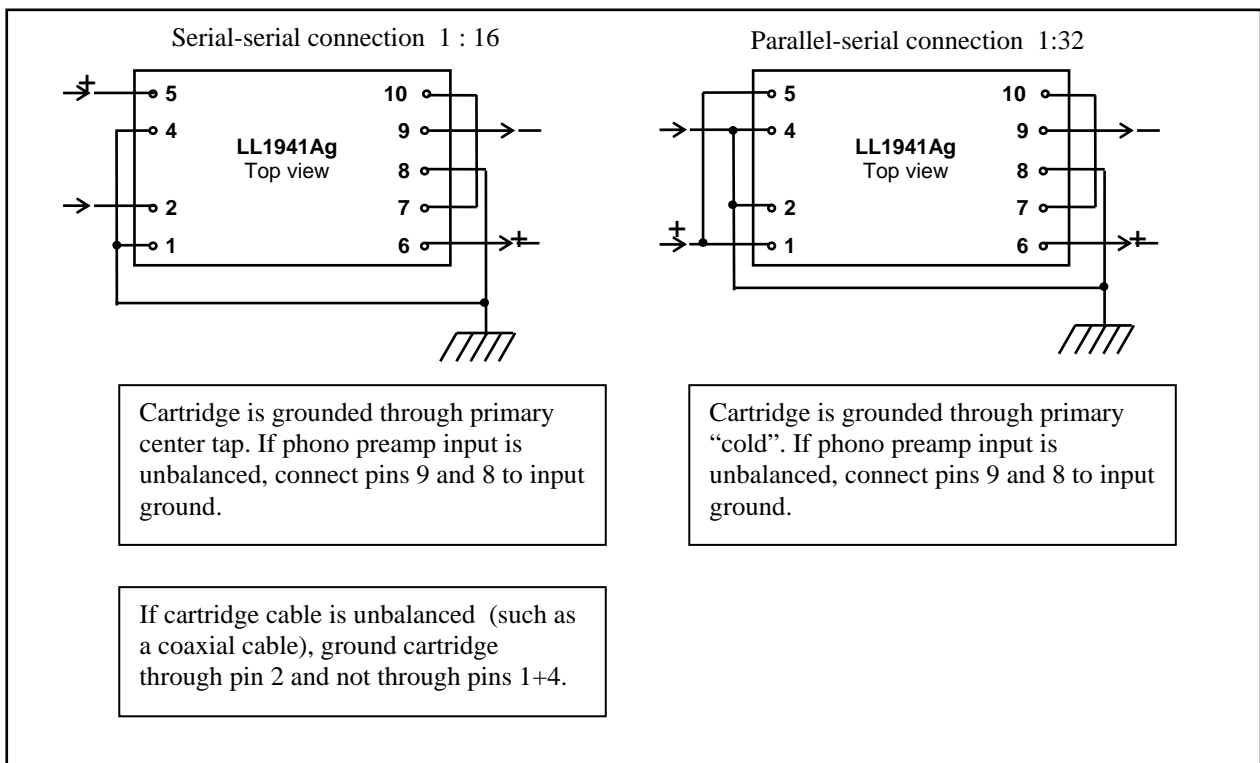 Serial-serial connection 1 : 16
+
5
4
2
1
LL1941Ag
Top view
10
9
8
7
6
+
Cartridge is grounded through primary
center tap. If phono preamp input is
unbalanced, connect pins 9 and 8 to input
ground.
If cartridge cable is unbalanced (such as
a coaxial cable), ground cartridge
through pin 2 and not through pins 1+4.
Parallel-serial connection 1:32
5
4
2
+
1
LL1941Ag
Top view
10
9
8
7
6
+
Cartridge is grounded through primary
“cold”. If phono preamp input is
unbalanced, connect pins 9 and 8 to input
ground.